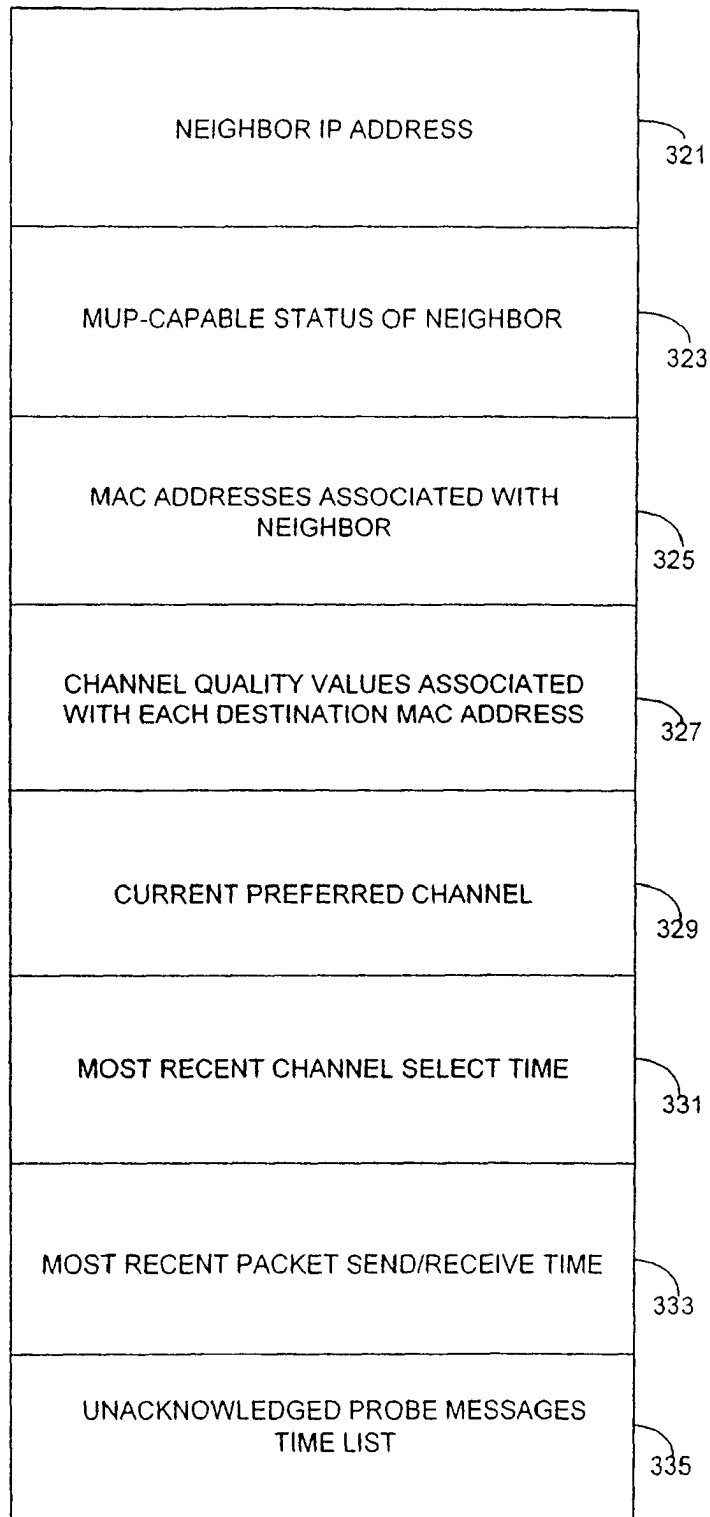 NEIGHBOR IP ADDRESS
321
MUP-CAPABLE STATUS OF NEIGHBOR
323
MAC ADDRESSES ASSOCIATED WITH
NEIGHBOR
325
CHANNEL QUALITY VALUES ASSOCIATED
WITH EACH DESTINATION MAC ADDRESS
327
CURRENT PREFERRED CHANNEL
329
MOST RECENT CHANNEL SELECT TIME
331
MOST RECENT PACKET SEND/RECEIVE TIME
333
UNACKNOWLEDGED PROBE MESSAGES
TIME LIST
335